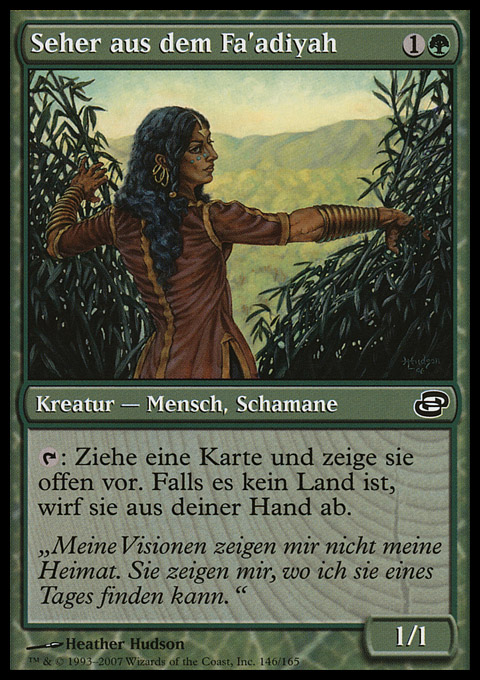 Seher aus dem Fa'adiyah
1
Kreatur — Mensch, Schamane
: Ziehe eine Karte und zeige sie
offen vor. Falls es kein Land ist,
wirf sie aus deiner Hand ab.
„Meine Visionen zeigen mir nicht meine
Heimat. Sie zeigen mir, wo ich sie eines
Tages finden kann.“
Heather Hudson
1/1
™ & © 1993–2007 Wizards of the Coast, Inc. 146/165